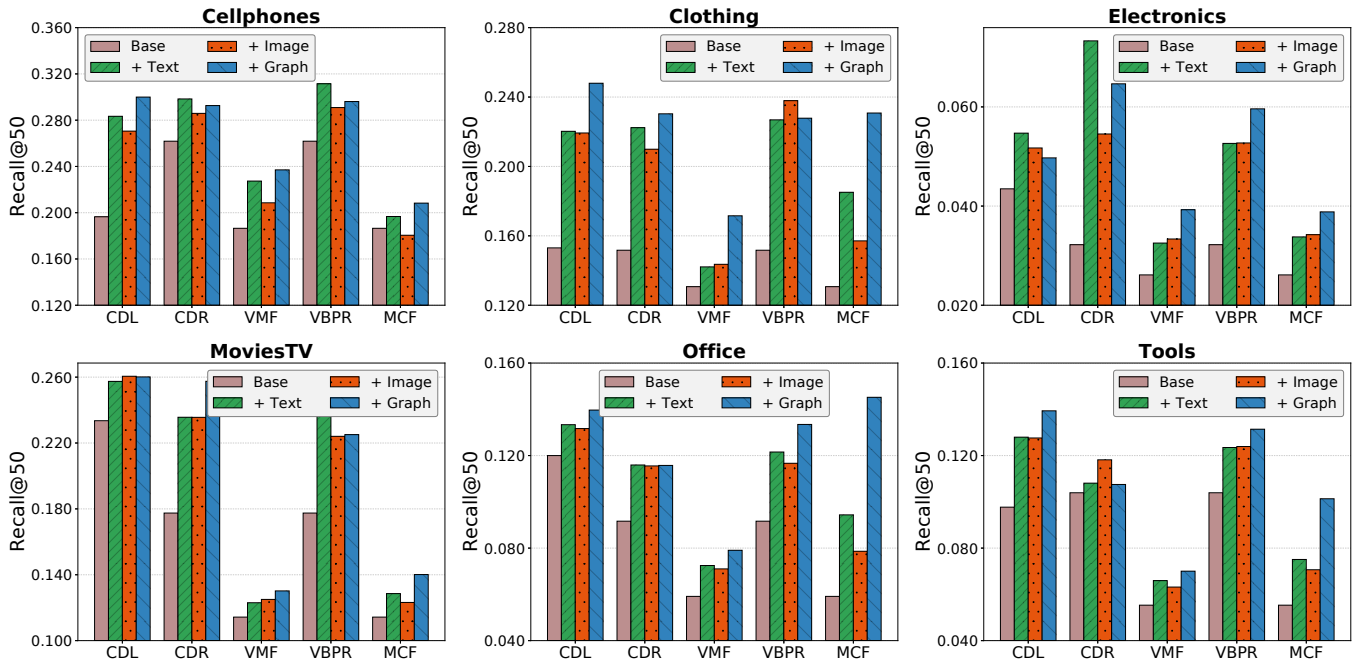 Cellphones
Recall@50
0.360
0.320
0.280
0.240
0.200
0.160
0.120
Base
+ Image
+ Text
+ Graph
CDL CDR VMF VBPR MCF
Clothing
Recall@50
0.280
0.240
0.200
0.160
0.120
Base
+ Image
+ Text
+ Graph
CDL CDR VMF VBPR MCF
Electronics
Recall@50
0.060
0.040
0.020
Base
+ Image
+ Text
+ Graph
CDL CDR VMF VBPR MCF
MoviesTV
Recall@50
0.260
0.220
0.180
0.140
0.100
Base
+ Image
+ Text
+ Graph
CDL CDR VMF VBPR MCF
Office
Recall@50
0.160
0.120
0.080
0.040
Base
+ Image
+ Text
+ Graph
CDL CDR VMF VBPR MCF
Tools
Recall@50
0.160
0.120
0.080
0.040
Base
+ Image
+ Text
+ Graph
CDL CDR VMF VBPR MCF